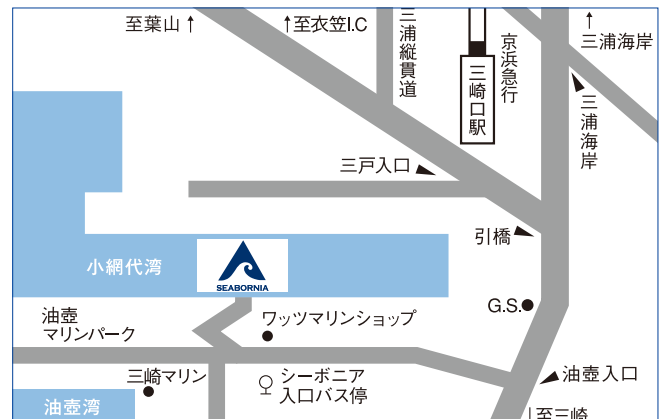 至葉山↑
↑至衣笠I.C
三浦縦貫道
三崎口駅
京浜急行
↑
三浦海岸
三浦海岸
三戸入口
引橋
小網代湾
SEABORNIA
G.S.
油壺
マリンパーク
ワッツマリンショップ
三崎マリン
シーボニア
入口バス停
油壺入口
油壺湾
↓至三崎